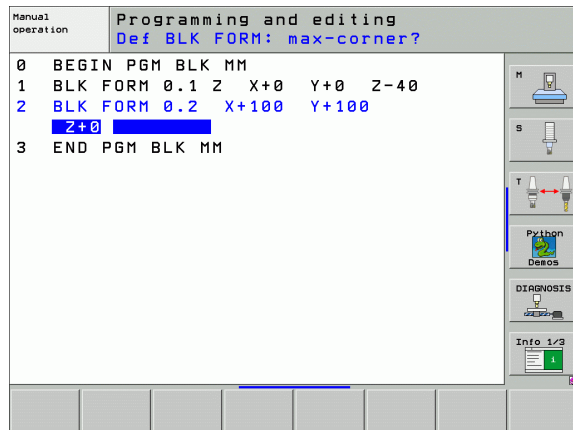 Manual
operation
Programming and editing
Def BLK FORM: max-corner?
0 BEGIN PGM BLK MM
1 BLK FORM 0.1 Z X+0 Y+0 Z-40
2 BLK FORM 0.2 X+100 Y+100
Z+0
3 END PGM BLK MM
M
S
T
Python
Demos
DIAGNOSIS
Info 1/3
1